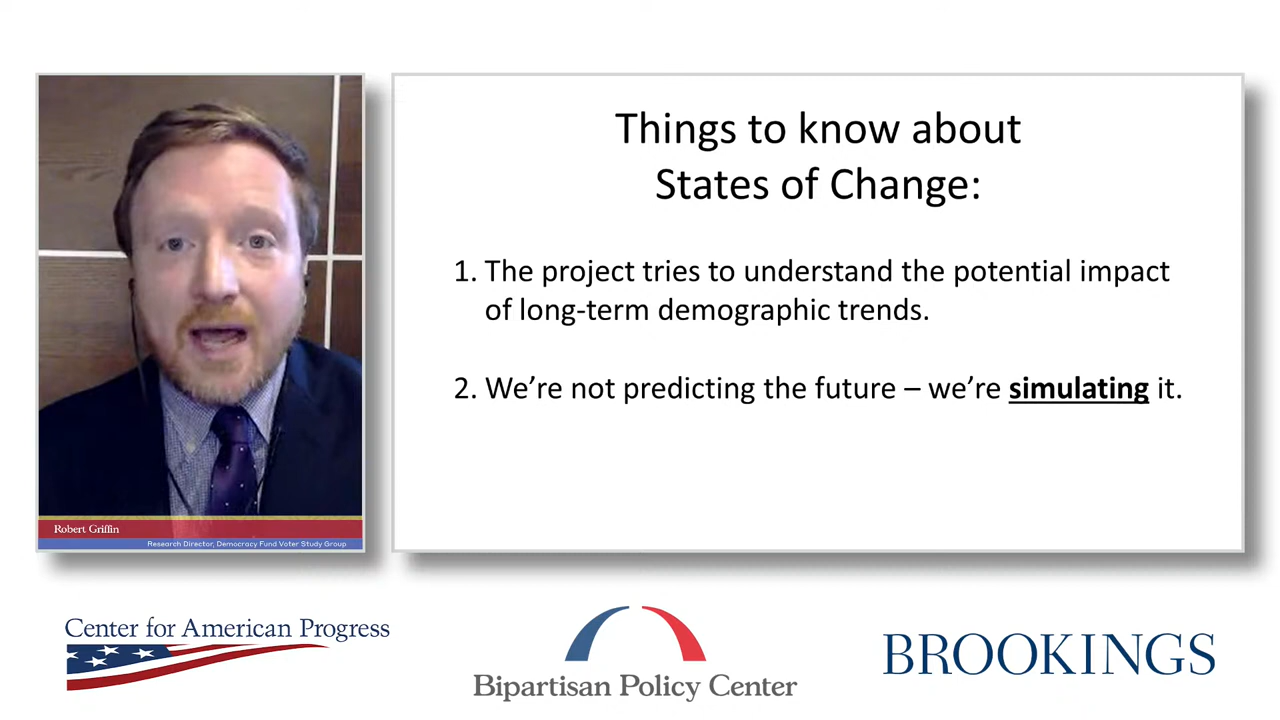 Things to know about
States of Change:
1. The project tries to understand the potential impact
of long-term demographic trends.
2. We’re not predicting the future – we’re simulating it.
Robert Griffin
Research Director, Democracy Fund Voter Study Group
Center for American Progress
Bipartisan Policy Center
BROOKINGS